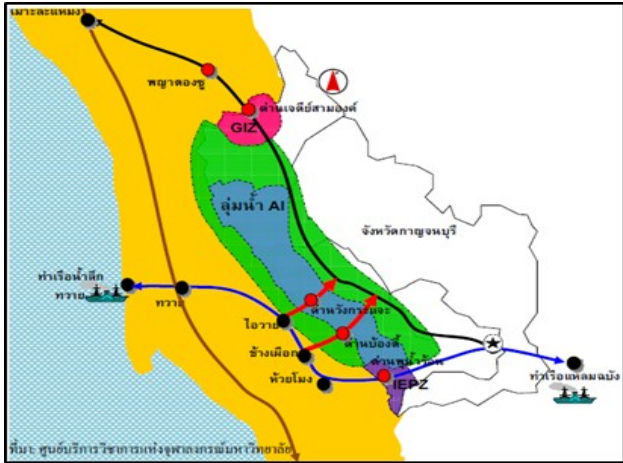 เมาะละแหม่ง
พญาตองซู
ด่านเจดีย์สามองค์
GIZ
ลุ่มน้ำ AI
จังหวัดกาญจนบุรี
ท่าเรือน้ำลึก
ทวาย
ทวาย
ด่านวังกระแจะ
ไอวาย
ด่านบ้องตี้
ช้างเผือก
ด่านพุน้ำร้อน
ห้วยโมง
IEPZ
ท่าเรือแหลมฉบัง
ที่มา: ศูนย์บริการวิชาการแห่งจุฬาลงกรณ์มหาวิทยาลัย